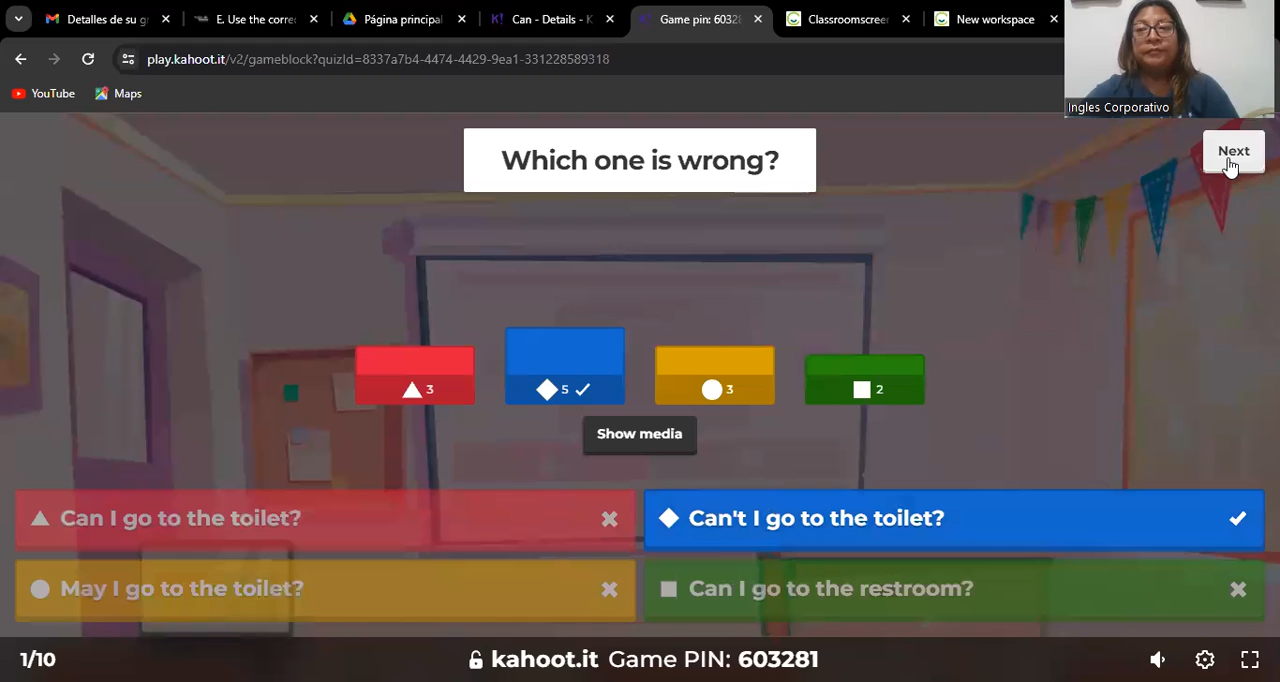 Detalles de su gr
E. Use the correc
Página principal
Can - Details - K
Game pin: 6032
Classroomscree
New workspace
play.kahoot.it/v2/gameblock?quizId=8337a7b4-4474-4429-9ea1-331228589318
YouTube
Maps
Ingles Corporativo
Which one is wrong?
Next
3
5
3
2
Show media
Can I go to the toilet?
Can't I go to the toilet?
May I go to the toilet?
Can I go to the restroom?
1/10
kahoot.it Game PIN: 603281